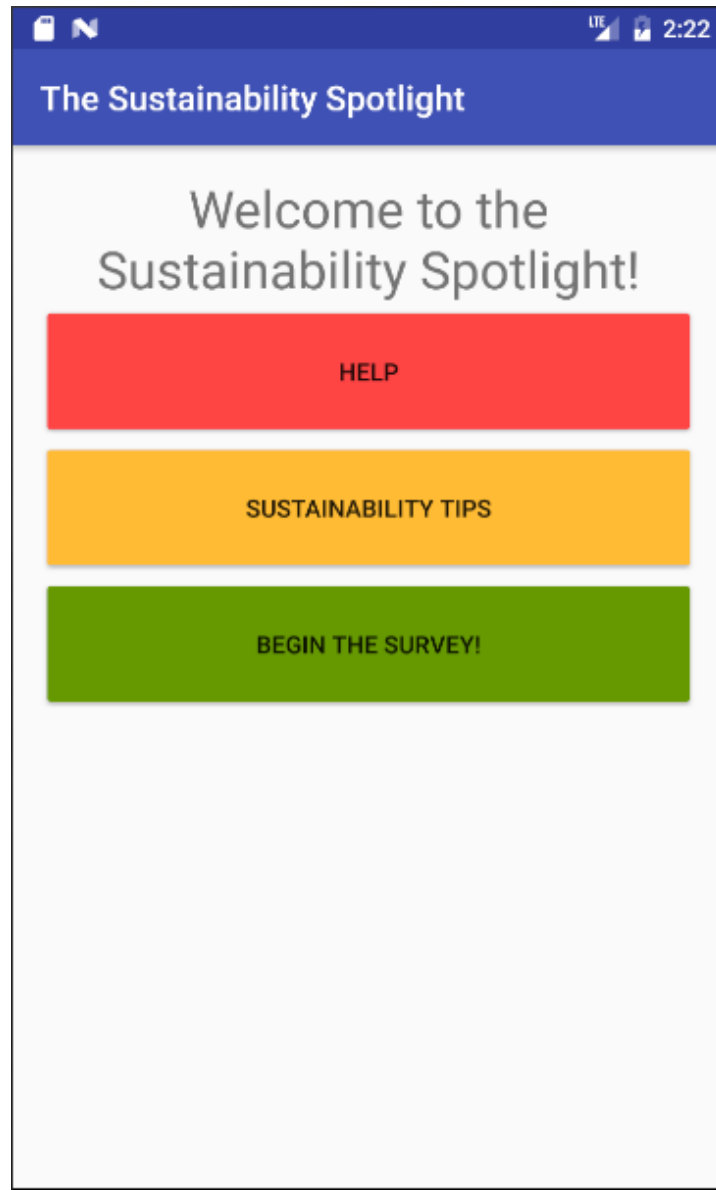 LTE 2:22
The Sustainability Spotlight
Welcome to the
Sustainability Spotlight!
HELP
SUSTAINABILITY TIPS
BEGIN THE SURVEY!